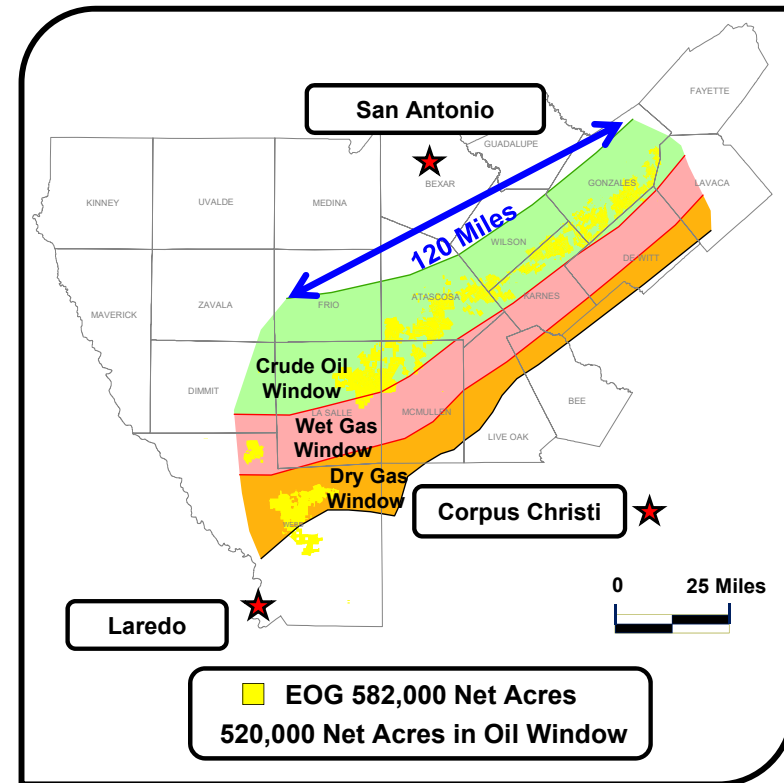 FAYETTE
San Antonio
GUADALUPE
BEXAR
GONZALES
LAVACA
KINNEY
UVALDE
MEDINA
120 Miles
WILSON
DE WITT
MAVERICK
ZAVALA
FRIO
ATASCOSA
KARNES
Crude Oil
Window
DIMMIT
LA SALLE
MCMULLEN
BEE
Wet Gas
Window
LIVE OAK
Dry Gas
Window
Corpus Christi
WEBB
0 25 Miles
Laredo
EOG 582,000 Net Acres
520,000 Net Acres in Oil Window